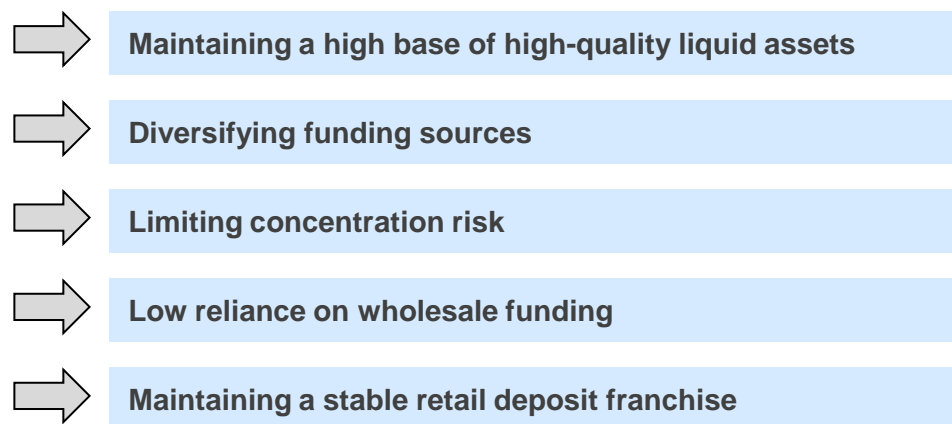 Maintaining a high base of high-quality liquid assets
Diversifying funding sources
Limiting concentration risk
Low reliance on wholesale funding
Maintaining a stable retail deposit franchise